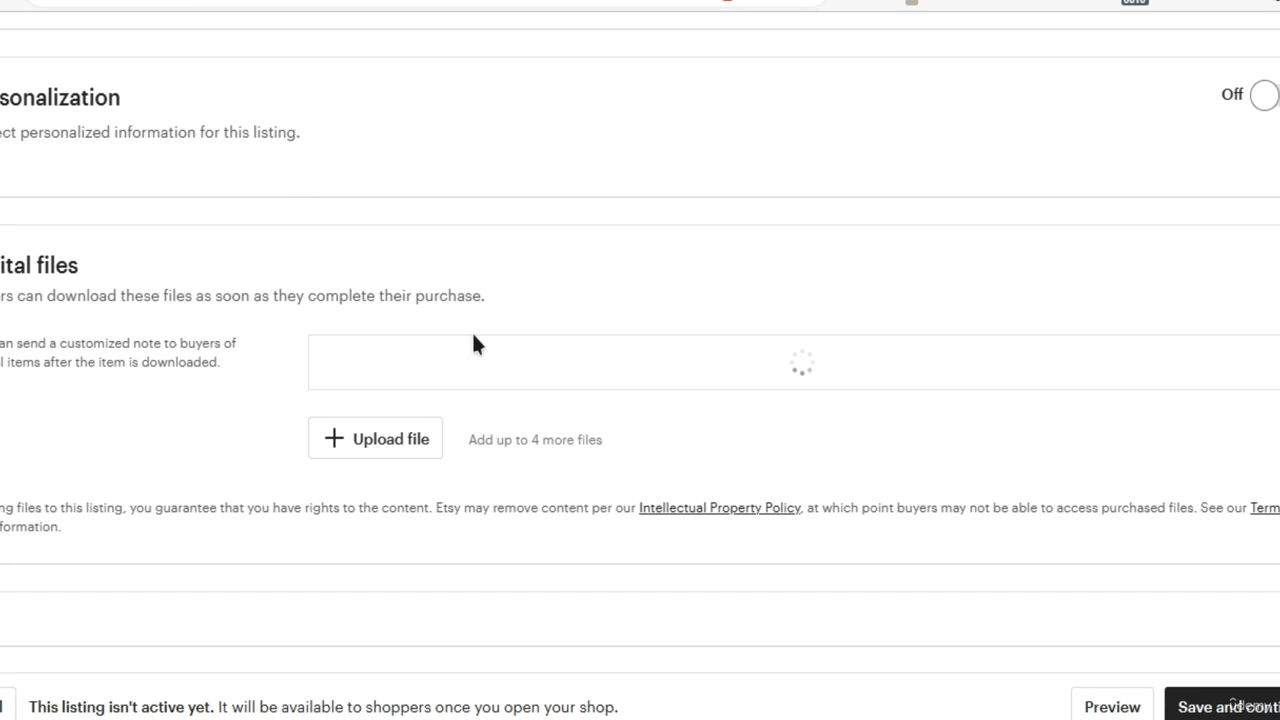 sonalization
Off
ect personalized information for this listing.
ital files
rs can download these files as soon as they complete their purchase.
an send a customized note to buyers of
l items after the item is downloaded.
Upload file
Add up to 4 more files
ng files to this listing, you guarantee that you have rights to the content. Etsy may remove content per our Intellectual Property Policy, at which point buyers may not be able to access purchased files. See our Term
formation.
This listing isn't active yet. It will be available to shoppers once you open your shop.
Preview
Save and conti